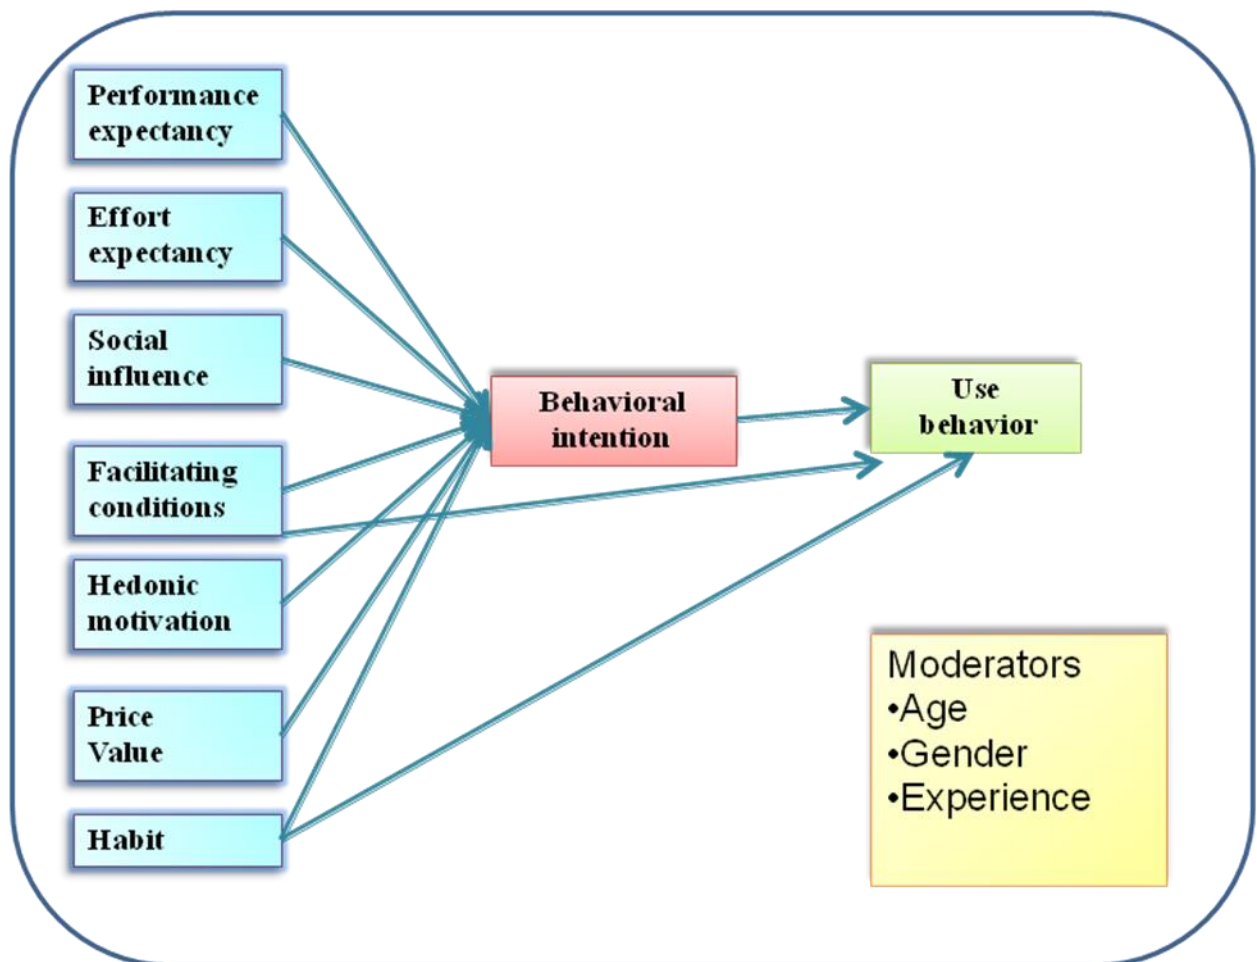 Performance
expectancy
Effort
expectancy
Social
influence
Facilitating
conditions
Hedonic
motivation
Price
Value
Habit
Behavioral
intention
Use
behavior
Moderators
•Age
•Gender
•Experience